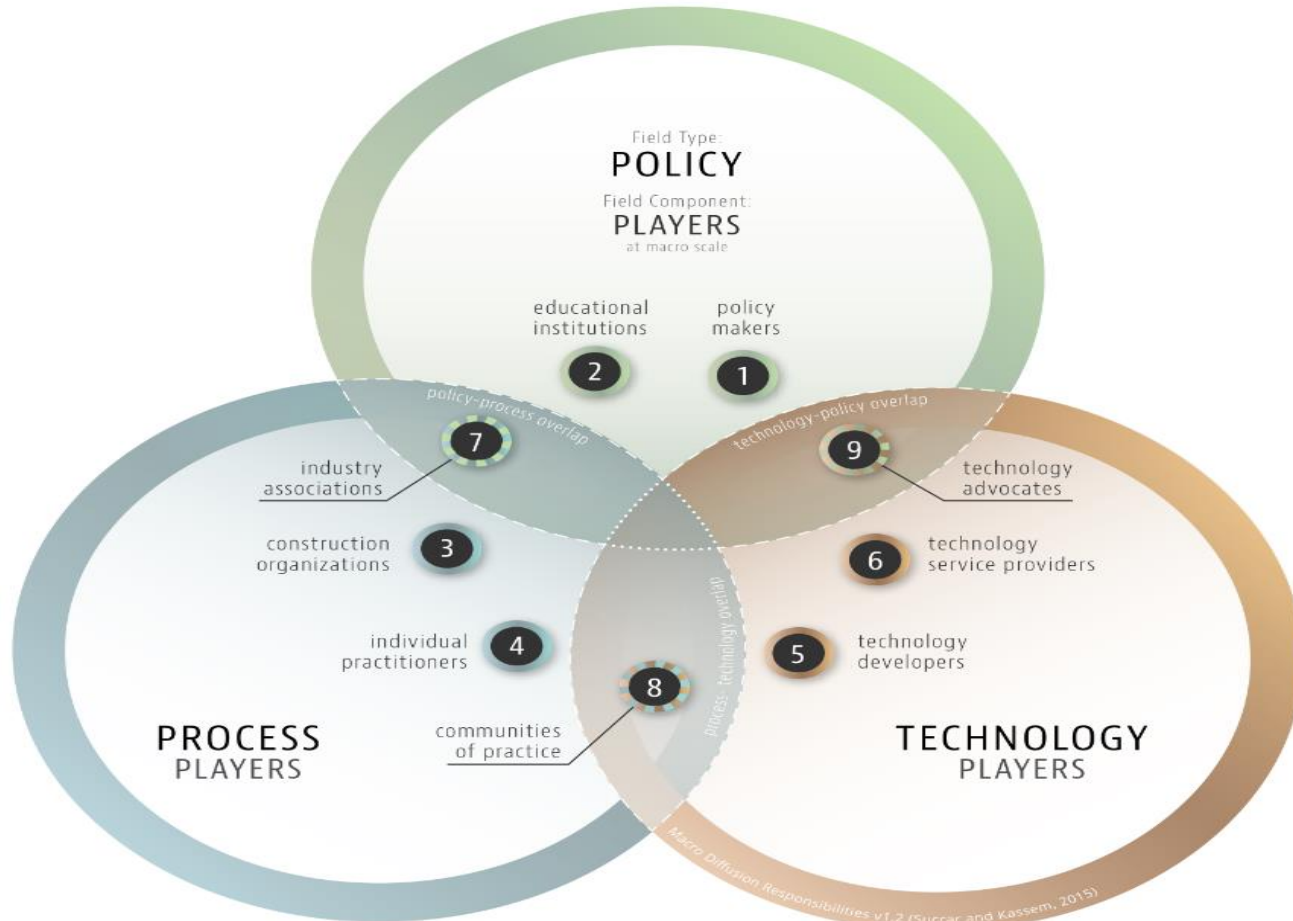 Field Type:
POLICY
Field Component:
PLAYERS
at macro scale
educational
institutions
policy
makers
2
1
policy-process overlap
technology-policy overlap
7
9
industry
associations
technology
advocates
construction
organizations
3
6
technology
service providers
individual
practitioners
4
5
technology
developers
process- technology overlap
8
communities
of practice
PROCESS
PLAYERS
TECHNOLOGY
PLAYERS
Macro Diffusion Responsibilities v1.2 (Succar and Kassem, 2015)